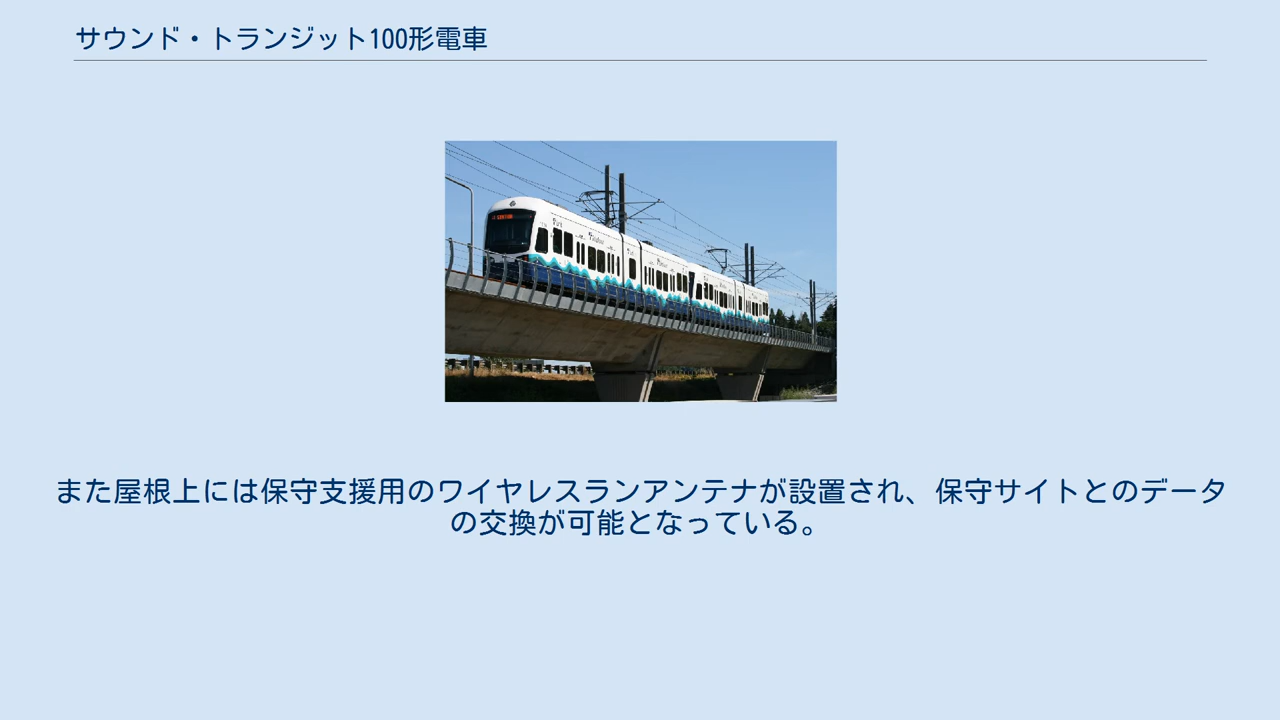 サウンド・トランジット100形電車
また屋根上には保守支援用のワイヤレスランアンテナが設置され、保守サイトとのデータ
の交換が可能となっている。